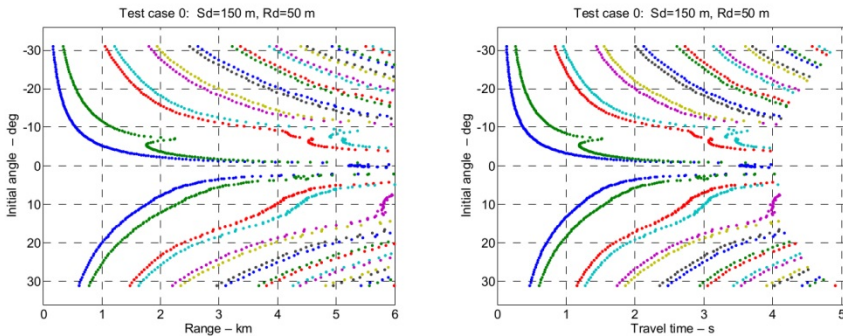 Test case 0: Sd=150 m, Rd=50 m
Initial angle – deg
-30
-20
-10
0
10
20
30
0 1 2 3 4 5 6
Range – km
Test case 0: Sd=150 m, Rd=50 m
Initial angle – deg
-30
-20
-10
0
10
20
30
0 1 2 3 4 5
Travel time – s